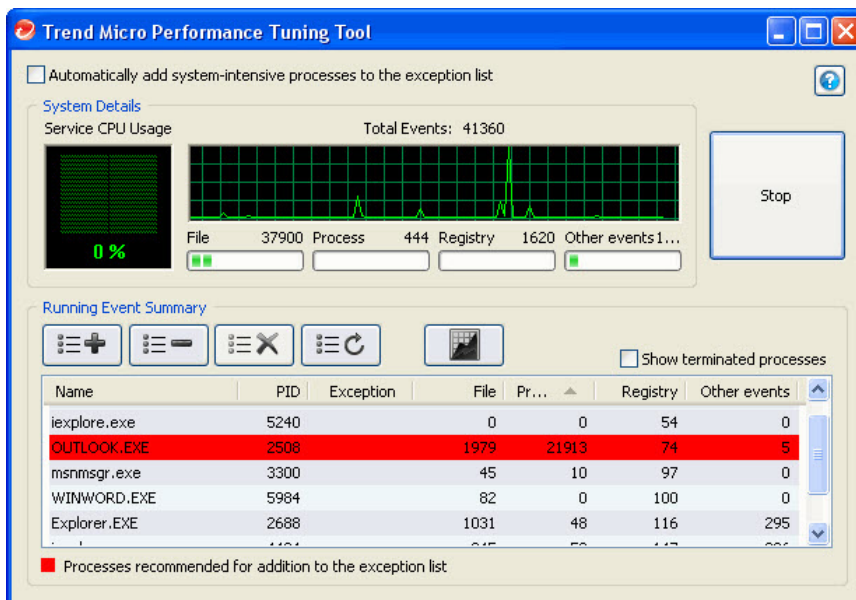 Trend Micro Performance Tuning Tool
Automatically add system-intensive processes to the exception list
System Details
Service CPU Usage Total Events: 41360
Stop
0 %
File 37900 Process 444 Registry 1620 Other events1...
Running Event Summary
Show terminated processes
Name PID Exception File Pr... Registry Other events
iexplore.exe 5240 0 0 54 0
OUTLOOK.EXE 2508 1979 21913 74 5
msnmsgr.exe 3300 45 10 97 0
WINWORD.EXE 5984 82 0 100 0
Explorer.EXE 2688 1031 48 116 295
Processes recommended for addition to the exception list